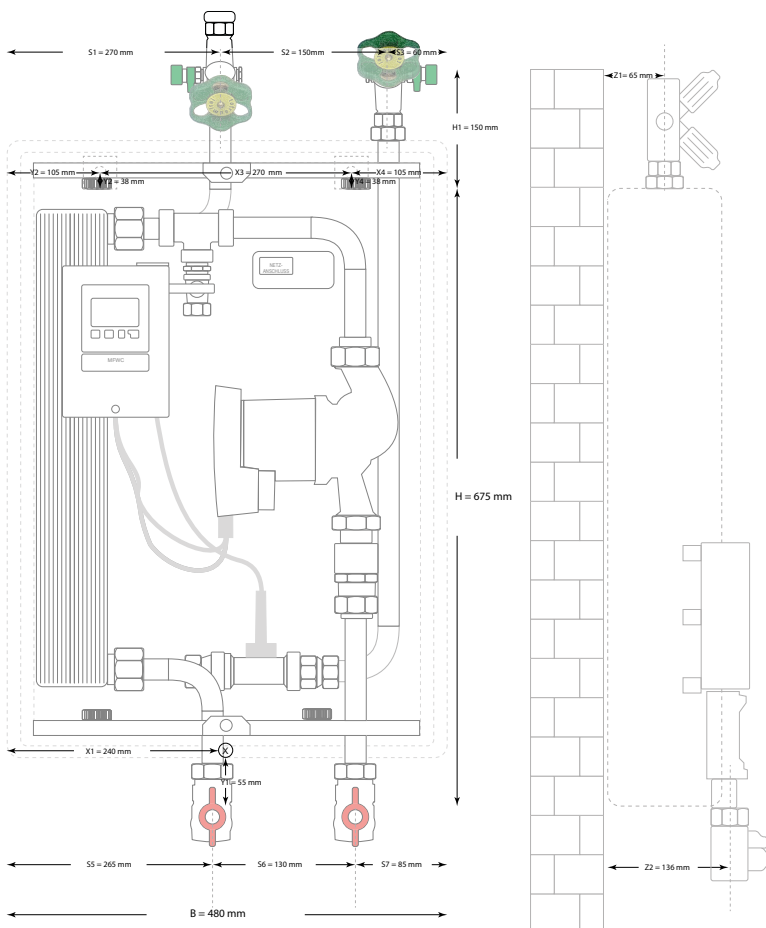 S1 = 270 mm
S2 = 150mm
S3 = 60 mm
Z1= 65 mm
H1 = 150 mm
Y2 = 105 mm
X3 = 270 mm
X4 = 105 mm
Y2 = 38 mm
Y4 = 38 mm
NETZ-
ANSCHLUSS
MFWC
H = 675 mm
X1 = 240 mm
X
Y1 = 55 mm
S5 = 265 mm
S6 = 130 mm
S7 = 85 mm
Z2 = 136 mm
B = 480 mm